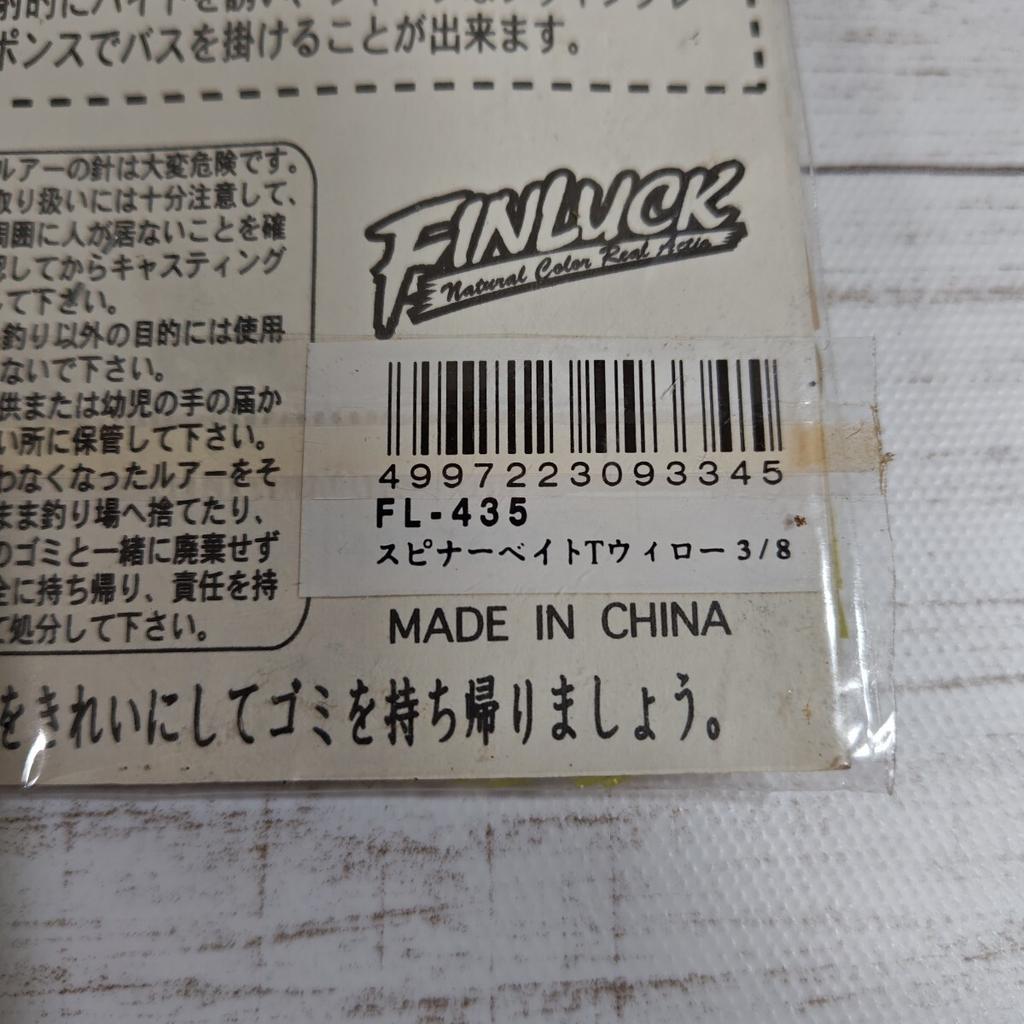 ポンスでバスを掛けることが出来ます。
ルアーの針は大変危険です。
取り扱いには十分注意して、
周囲に人が居ないことを確
認してからキャスティング
して下さい。
釣り以外の目的には使用
ないで下さい。
供または幼児の手の届か
い所に保管して下さい。
わなくなったルアーをそ
まま釣り場へ捨てたり、
のゴミと一緒に廃棄せず
全に持ち帰り、責任を持
て処分して下さい。
FINLUCK
Natural Color Real Actio
4997223093345
FL-435
スピナーベイトTウィロー 3/8
MADE IN CHINA
をきれいにしてゴミを持ち帰りましょう。